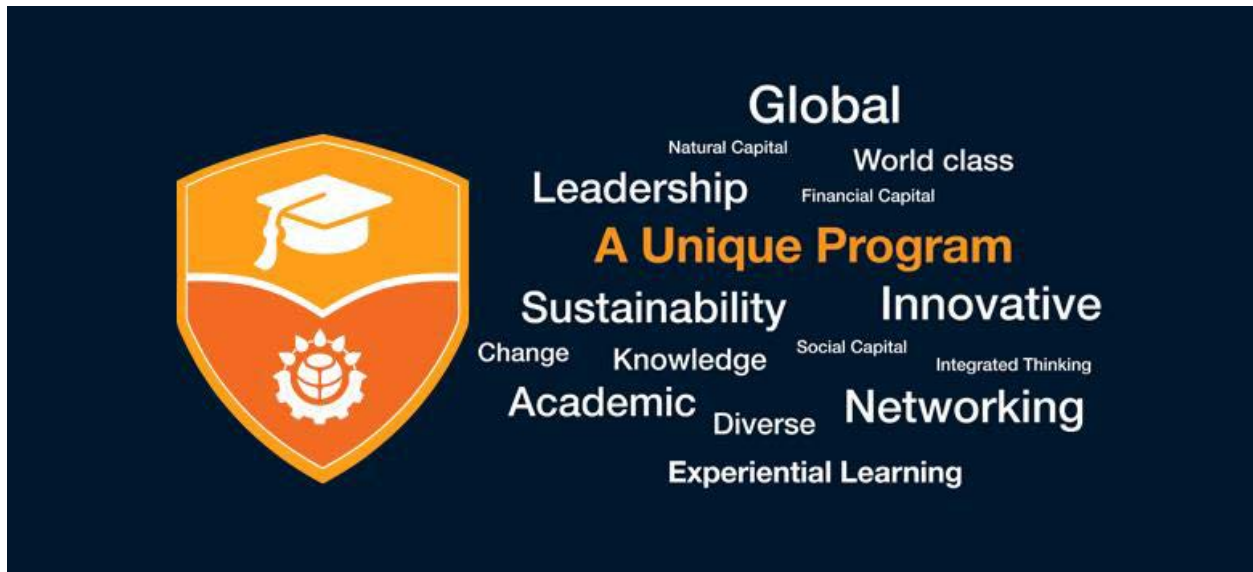 Global
Natural Capital
World class
Leadership
Financial Capital
A Unique Program
Sustainability
Innovative
Change
Knowledge
Social Capital
Integrated Thinking
Academic
Diverse
Networking
Experiential Learning